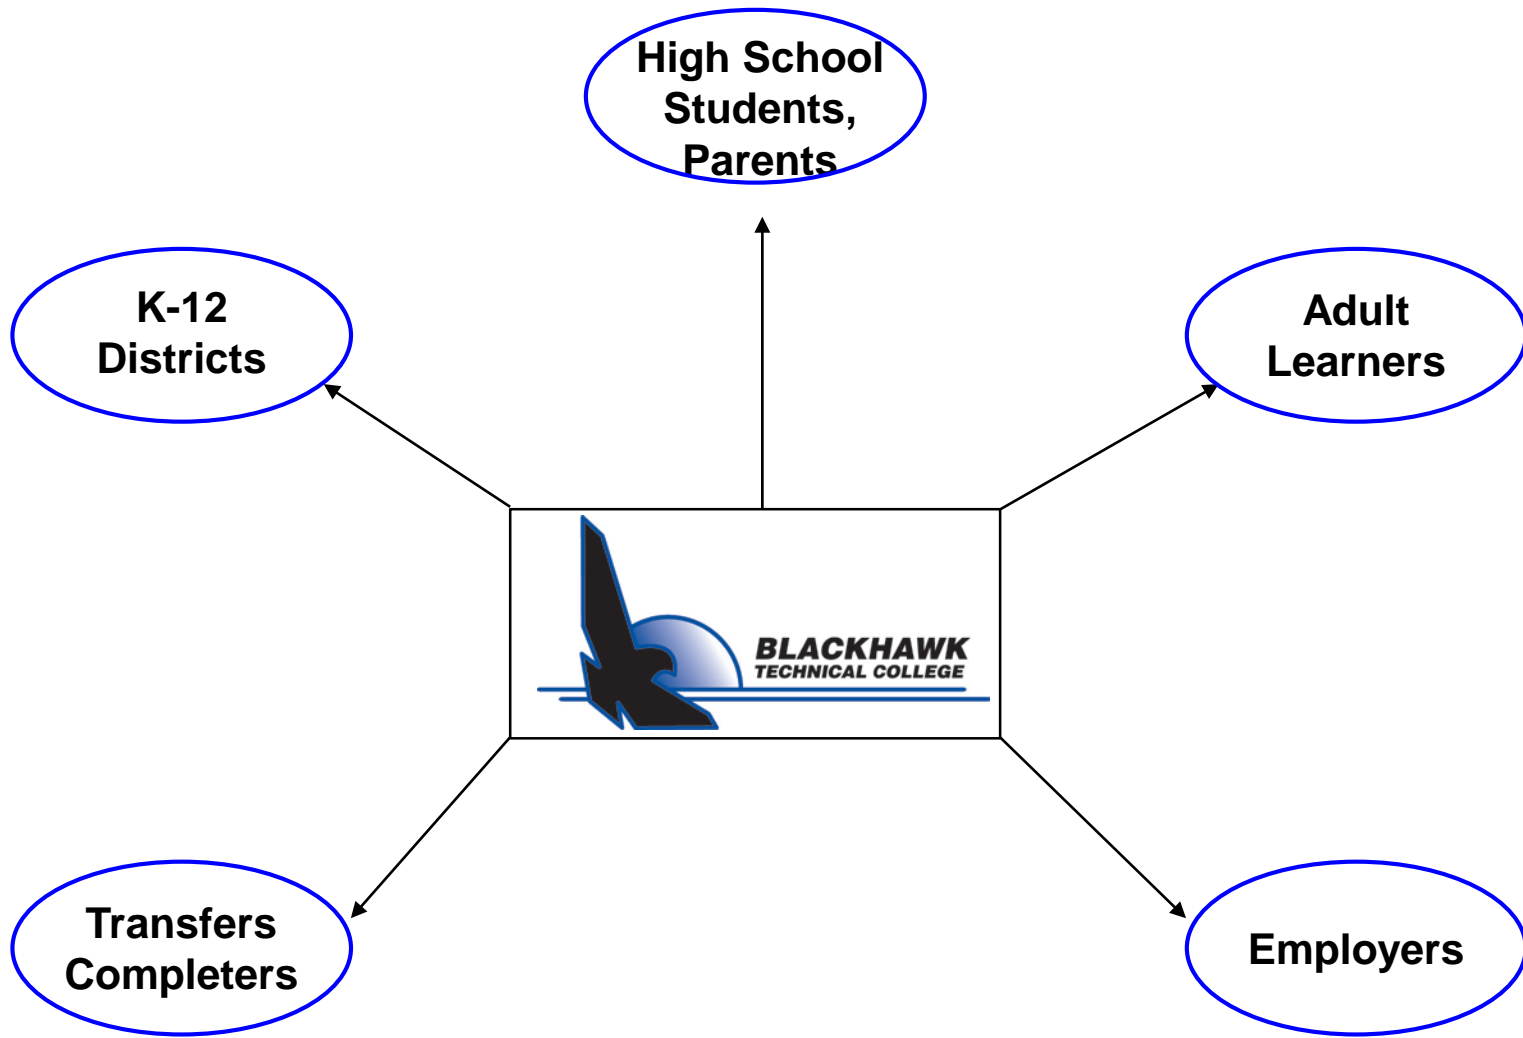 High School
Students,
Parents
K-12
Districts
Adult
Learners
BLACKHAWK
TECHNICAL COLLEGE
Transfers
Completers
Employers